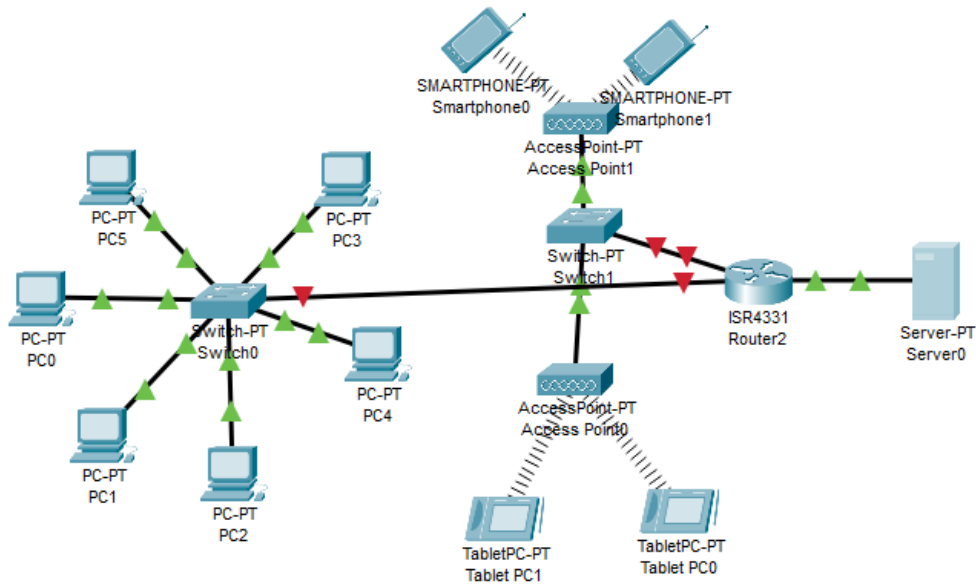 SMARTPHONE-PT
Smartphone0
SMARTPHONE-PT
Smartphone1
AccessPoint-PT
Access Point1
PC-PT
PC5
PC-PT
PC3
Switch-PT
Switch1
ISR4331
Router2
Server-PT
Server0
PC-PT
PC0
Switch-PT
Switch0
PC-PT
PC4
AccessPoint-PT
Access Point0
PC-PT
PC1
PC-PT
PC2
TabletPC-PT
Tablet PC1
TabletPC-PT
Tablet PC0